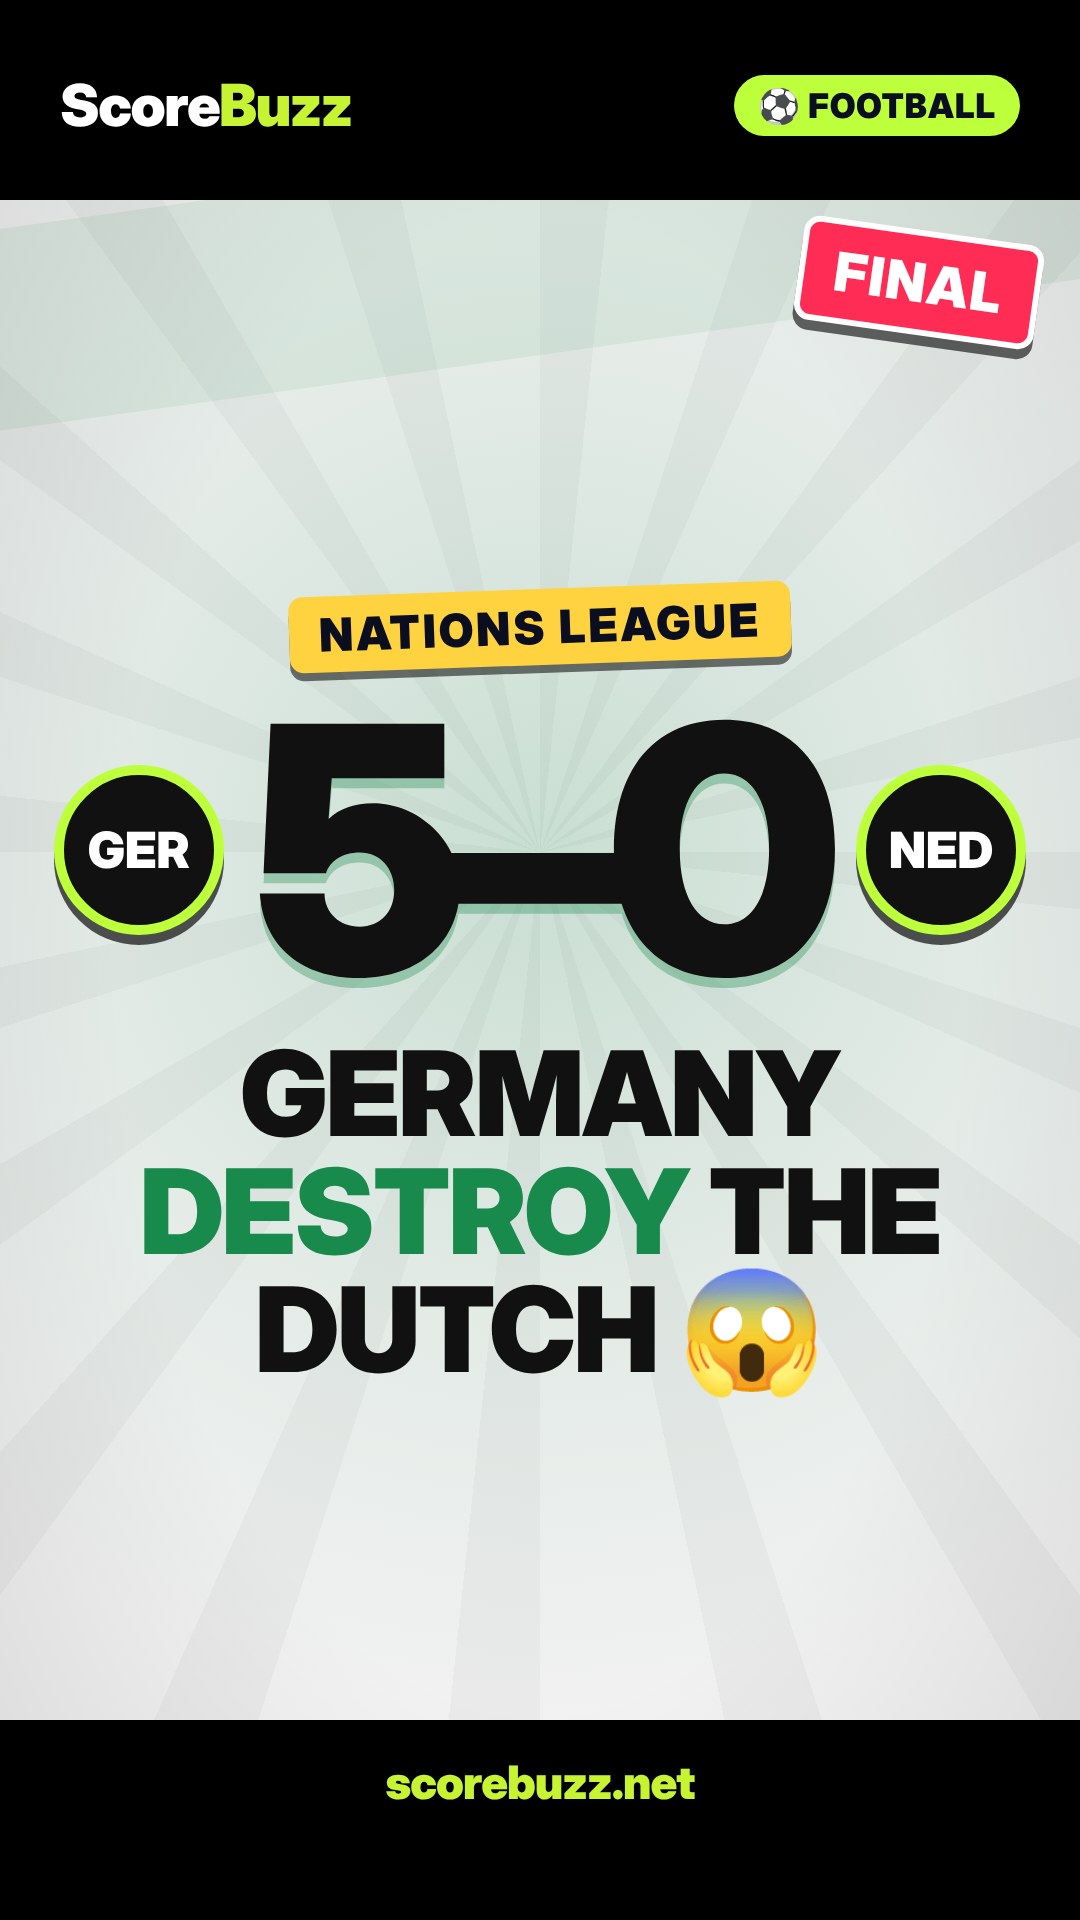 ScoreBuzz
⚽ FOOTBALL
FINAL
NATIONS LEAGUE
GER 5–0 NED
GERMANY
DESTROY THE
DUTCH 😱
scorebuzz.net